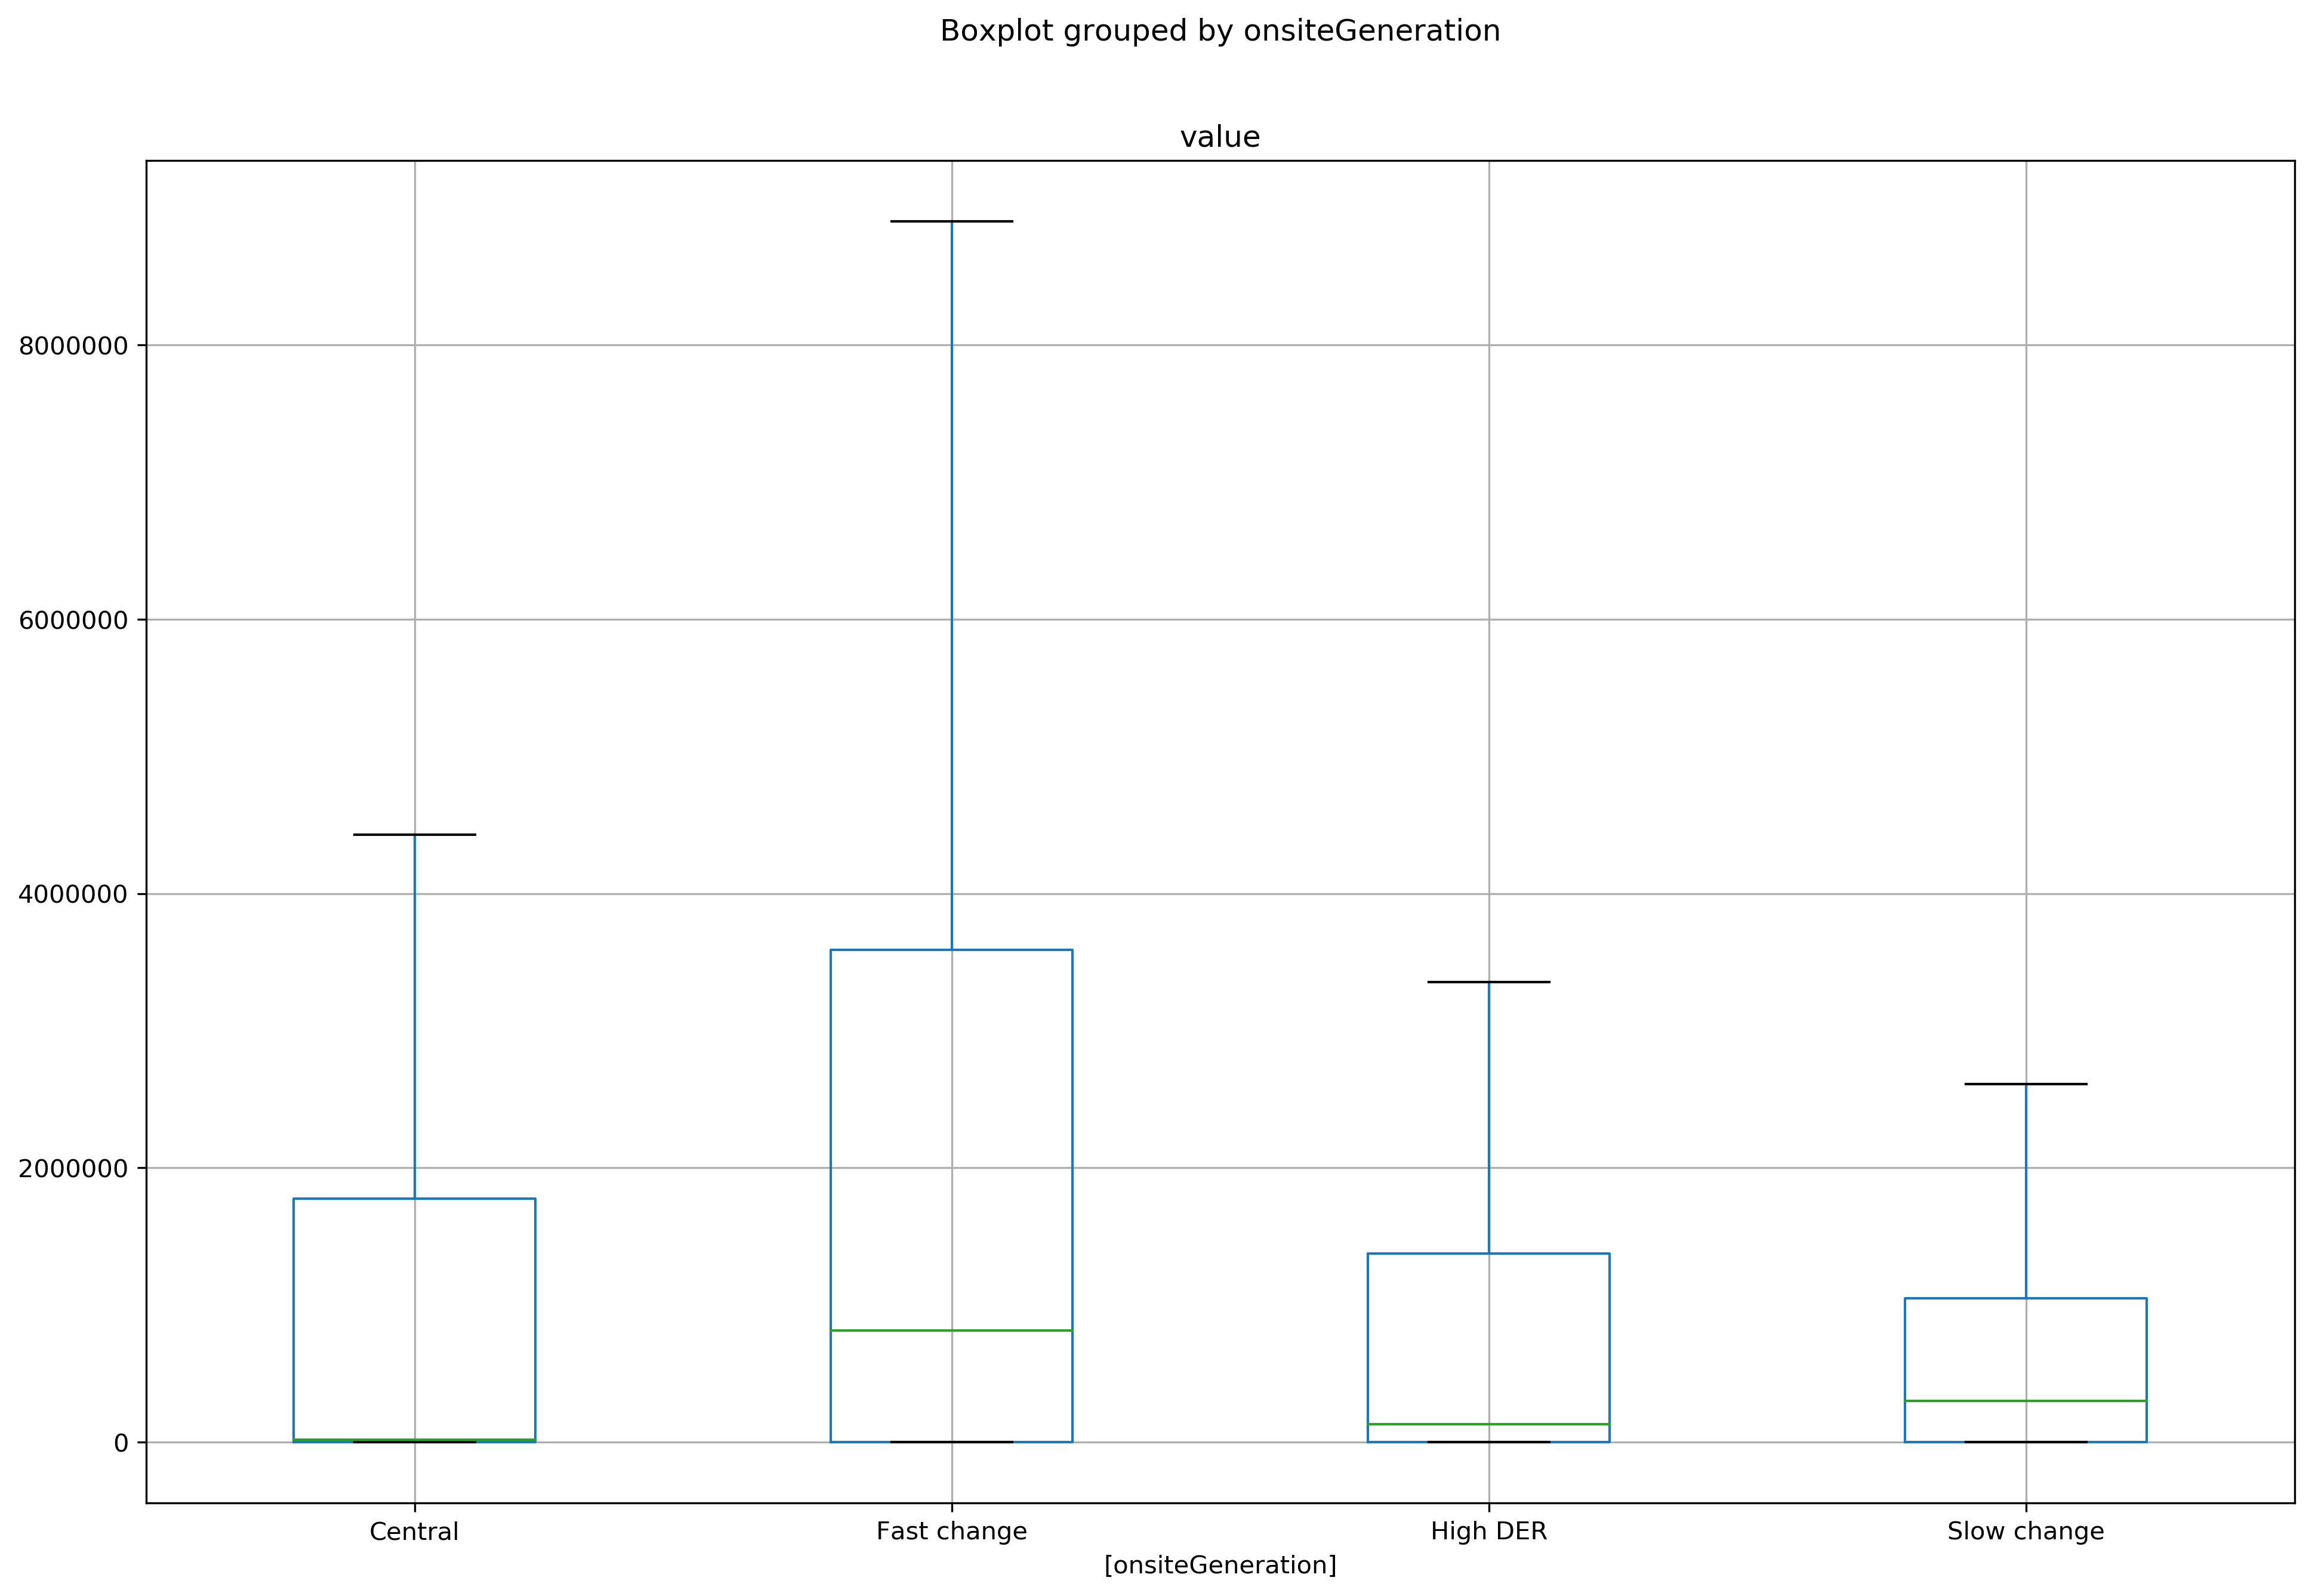 Boxplot grouped by onsiteGeneration
value
8000000
6000000
4000000
2000000
0
Central
Fast change
High DER
Slow change
[onsiteGeneration]